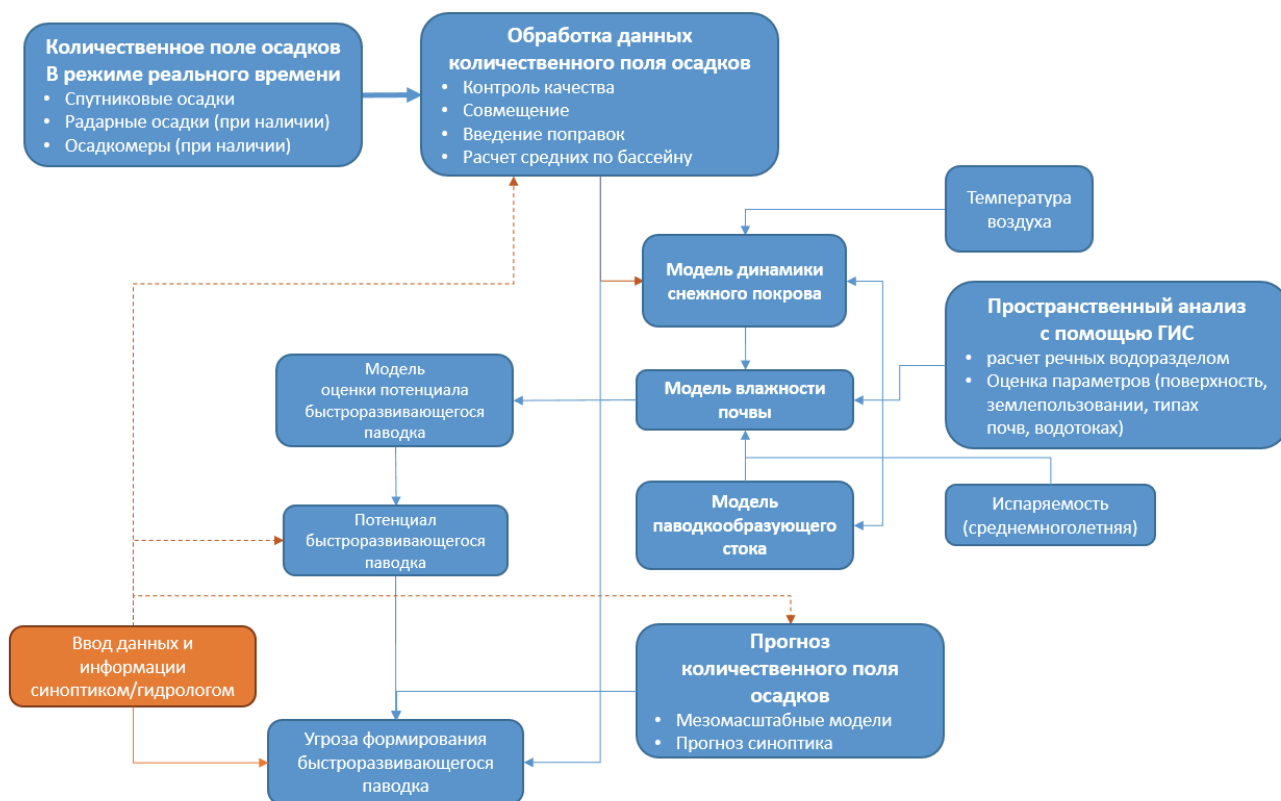 Количественное поле осадков
В режиме реального времени
• Спутниковые осадки
• Радарные осадки (при наличии)
• Осадкомеры (при наличии)
Обработка данных
количественного поля осадков
• Контроль качества
• Совмещение
• Введение поправок
• Расчет средних по бассейну
Температура
воздуха
Модель динамики
снежного покрова
Пространственный анализ
с помощью ГИС
• расчет речных водоразделом
• Оценка параметров (поверхность,
землепользовании, типах
почв, водотоках)
Модель
оценки потенциала
быстроразвивающегося
паводка
Модель влажности
почвы
Модель
паводкообразующего
стока
Испаряемость
(среднемноголетняя)
Потенциал
быстроразвивающегося
паводка
Ввод данных и
информации
синоптиком/гидрологом
Прогноз
количественного поля
осадков
• Мезомасштабные модели
• Прогноз синоптика
Угроза формирования
быстроразвивающегося
паводка